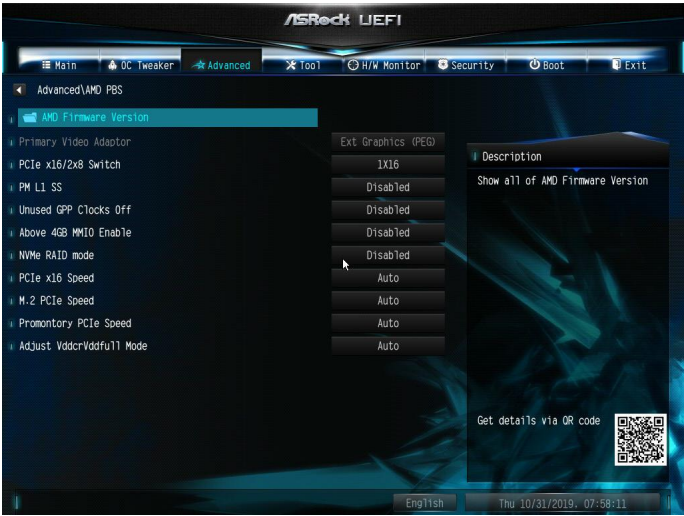 ASRock UEFI
Main
OC Tweaker
Advanced
Tool
H/W Monitor
Security
Boot
Exit
Advanced\AMD PBS
AMD Firmware Version
Primary Video Adaptor Ext Graphics (PEG)
PCIe x16/2x8 Switch 1X16
PM L1 SS Disabled
Unused GPP Clocks Off Disabled
Above 4GB MMIO Enable Disabled
NVMe RAID mode Disabled
PCIe x16 Speed Auto
M.2 PCIe Speed Auto
Promontory PCIe Speed Auto
Adjust VddcrVddfull Mode Auto
Description
Show all of AMD Firmware Version
Get details via QR code
English
Thu 10/31/2019. 07:58:11